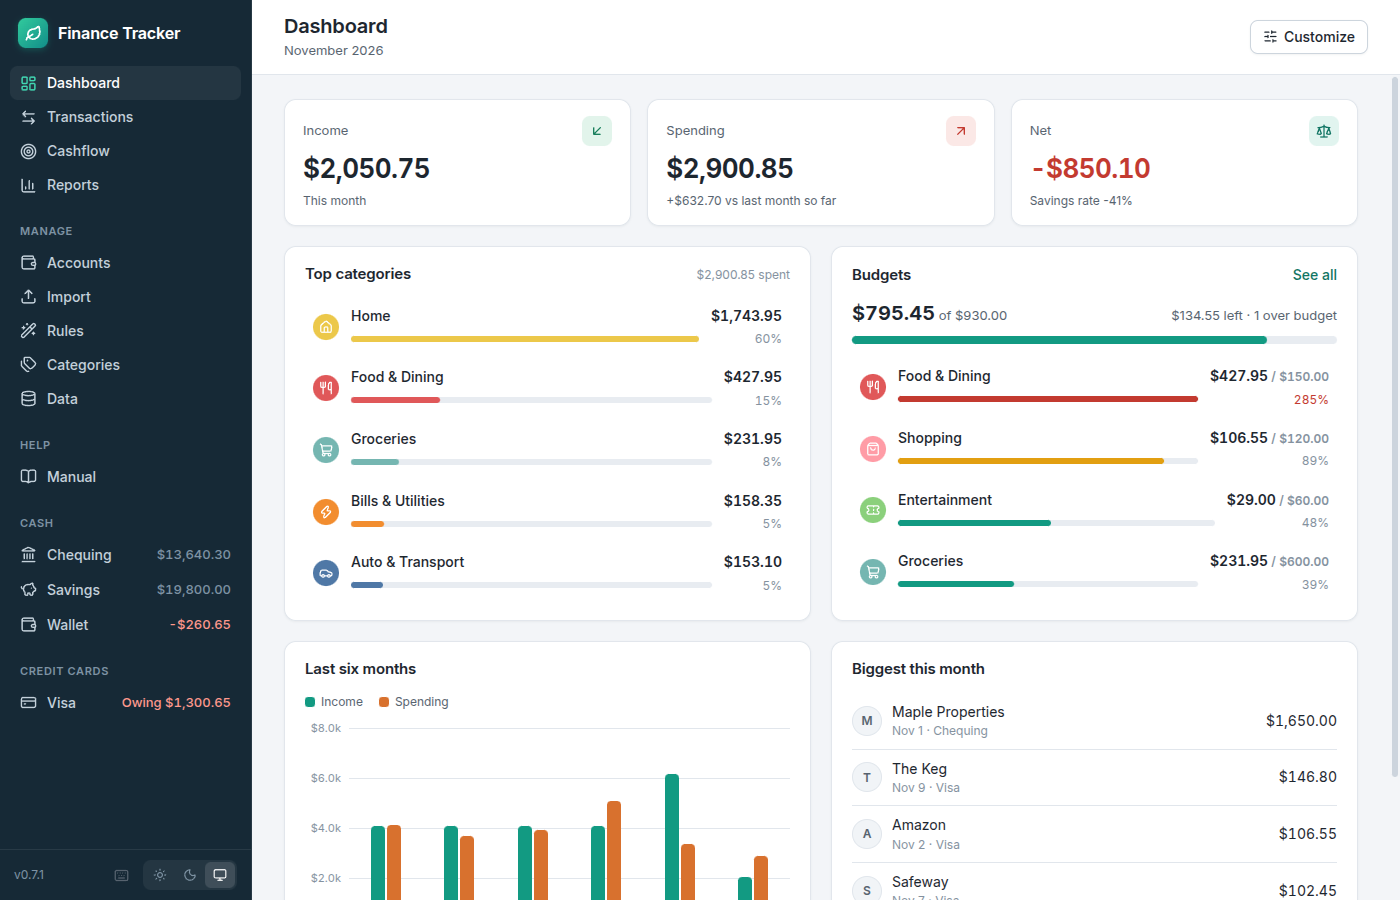 Finance Tracker
Dashboard
Transactions
Cashflow
Reports
MANAGE
Accounts
Import
Rules
Categories
Data
HELP
Manual
CASH
Chequing $13,640.30
Savings $19,800.00
Wallet -$260.65
CREDIT CARDS
Visa Owing $1,300.65
v0.7.1
Dashboard
November 2026
Customize
Income
$2,050.75
This month
Spending
$2,900.85
+$632.70 vs last month so far
Net
-$850.10
Savings rate -41%
Top categories $2,900.85 spent
Home $1,743.95
60%
Food & Dining $427.95
15%
Groceries $231.95
8%
Bills & Utilities $158.35
5%
Auto & Transport $153.10
5%
Budgets See all
$795.45 of $930.00 $134.55 left · 1 over budget
Food & Dining $427.95 / $150.00
285%
Shopping $106.55 / $120.00
89%
Entertainment $29.00 / $60.00
48%
Groceries $231.95 / $600.00
39%
Last six months
Income Spending
$8.0k
$6.0k
$4.0k
$2.0k
Biggest this month
M Maple Properties $1,650.00
Nov 1 · Chequing
T The Keg $146.80
Nov 9 · Visa
A Amazon $106.55
Nov 2 · Visa
S Safeway $102.45
Nov 7 · Visa